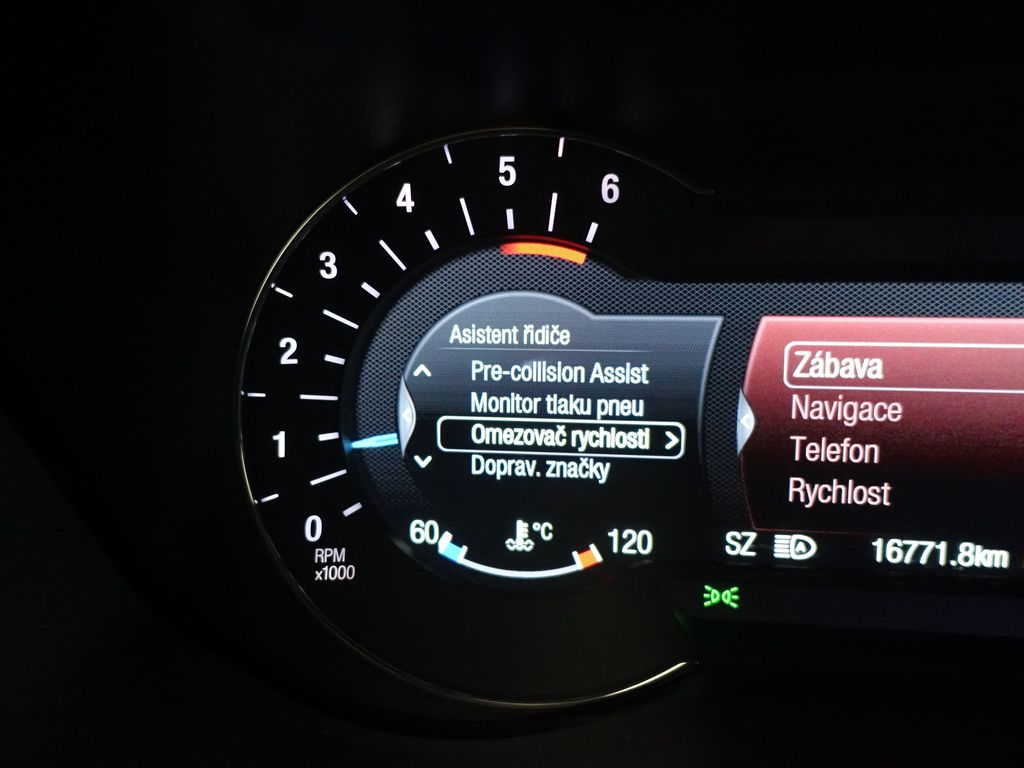 6
5
4
3
2
1
0
RPM
x1000
Asistent řidiče
Pre-collision Assist
Monitor tlaku pneu
Omezovač rychlosti
Doprav. značky
60
°C
120
Zábava
Navigace
Telefon
Rychlost
SZ
A
16771.8km